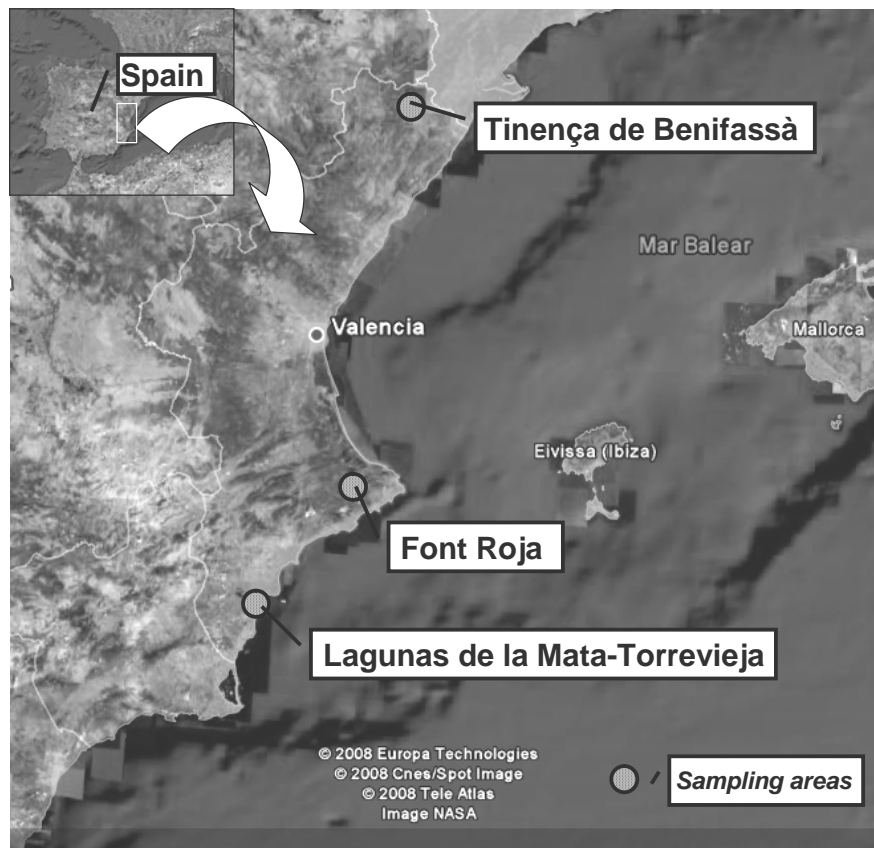 Spain
Tinença de Benifassà
Mar Balear
Valencia
Mallorca
Eivissa (Ibiza)
Font Roja
Lagunas de la Mata-Torrevieja
© 2008 Europa Technologies
© 2008 Cnes/Spot Image
© 2008 Tele Atlas
Image NASA
Sampling areas